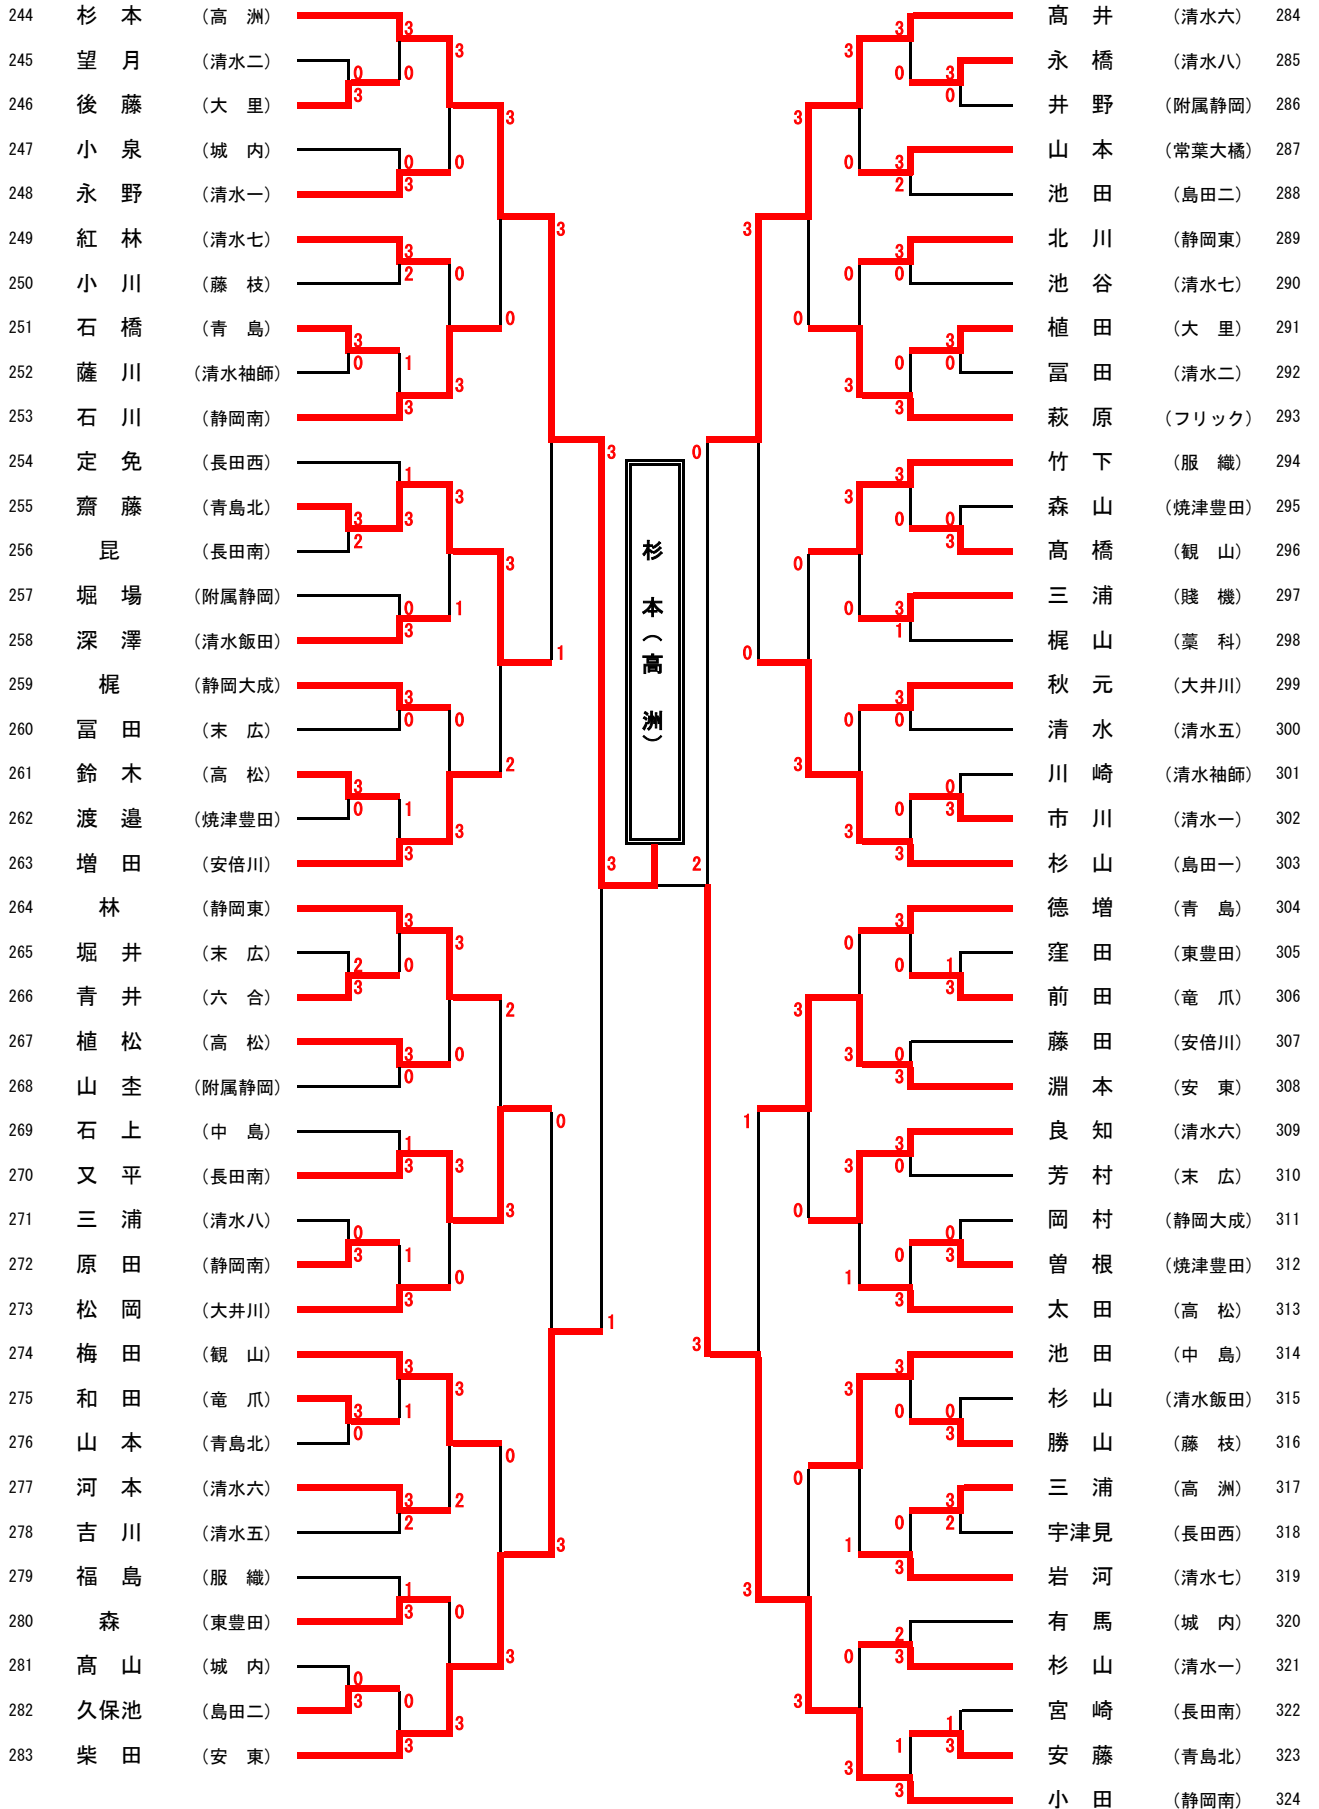 244 杉 本 （高 洲）
245 望 月 （清水二）
246 後 藤 （大 里）
247 小 泉 （城 内）
248 永 野 （清水一）
249 紅 林 （清水七）
250 小 川 （藤 枝）
251 石 橋 （青 島）
252 薩 川 （清水袖師）
253 石 川 （静岡南）
254 定 免 （長田西）
255 齋 藤 （青島北）
256 昆 （長田南）
257 堀 場 （附属静岡）
258 深 澤 （清水飯田）
259 梶 （静岡大成）
260 冨 田 （末 広）
261 鈴 木 （高 松）
262 渡 邉 （焼津豊田）
263 増 田 （安倍川）
264 林 （静岡東）
265 堀 井 （末 広）
266 青 井 （六 合）
267 植 松 （高 松）
268 山 杢 （附属静岡）
269 石 上 （中 島）
270 又 平 （長田南）
271 三 浦 （清水八）
272 原 田 （静岡南）
273 松 岡 （大井川）
274 梅 田 （観 山）
275 和 田 （竜 爪）
276 山 本 （青島北）
277 河 本 （清水六）
278 吉 川 （清水五）
279 福 島 （服 織）
280 森 （東豊田）
281 髙 山 （城 内）
282 久保池 （島田二）
283 柴 田 （安 東）
杉 本（高 洲）
髙 井 （清水六） 284
永 橋 （清水八） 285
井 野 （附属静岡） 286
山 本 （常葉大橘） 287
池 田 （島田二） 288
北 川 （静岡東） 289
池 谷 （清水七） 290
植 田 （大 里） 291
冨 田 （清水二） 292
萩 原 （フリック） 293
竹 下 （服 織） 294
森 山 （焼津豊田） 295
髙 橋 （観 山） 296
三 浦 （賤 機） 297
梶 山 （藁 科） 298
秋 元 （大井川） 299
清 水 （清水五） 300
川 崎 （清水袖師） 301
市 川 （清水一） 302
杉 山 （島田一） 303
德 増 （青 島） 304
窪 田 （東豊田） 305
前 田 （竜 爪） 306
藤 田 （安倍川） 307
淵 本 （安 東） 308
良 知 （清水六） 309
芳 村 （末 広） 310
岡 村 （静岡大成） 311
曽 根 （焼津豊田） 312
太 田 （高 松） 313
池 田 （中 島） 314
杉 山 （清水飯田） 315
勝 山 （藤 枝） 316
三 浦 （高 洲） 317
宇津見 （長田西） 318
岩 河 （清水七） 319
有 馬 （城 内） 320
杉 山 （清水一） 321
宮 崎 （長田南） 322
安 藤 （青島北） 323
小 田 （静岡南） 324